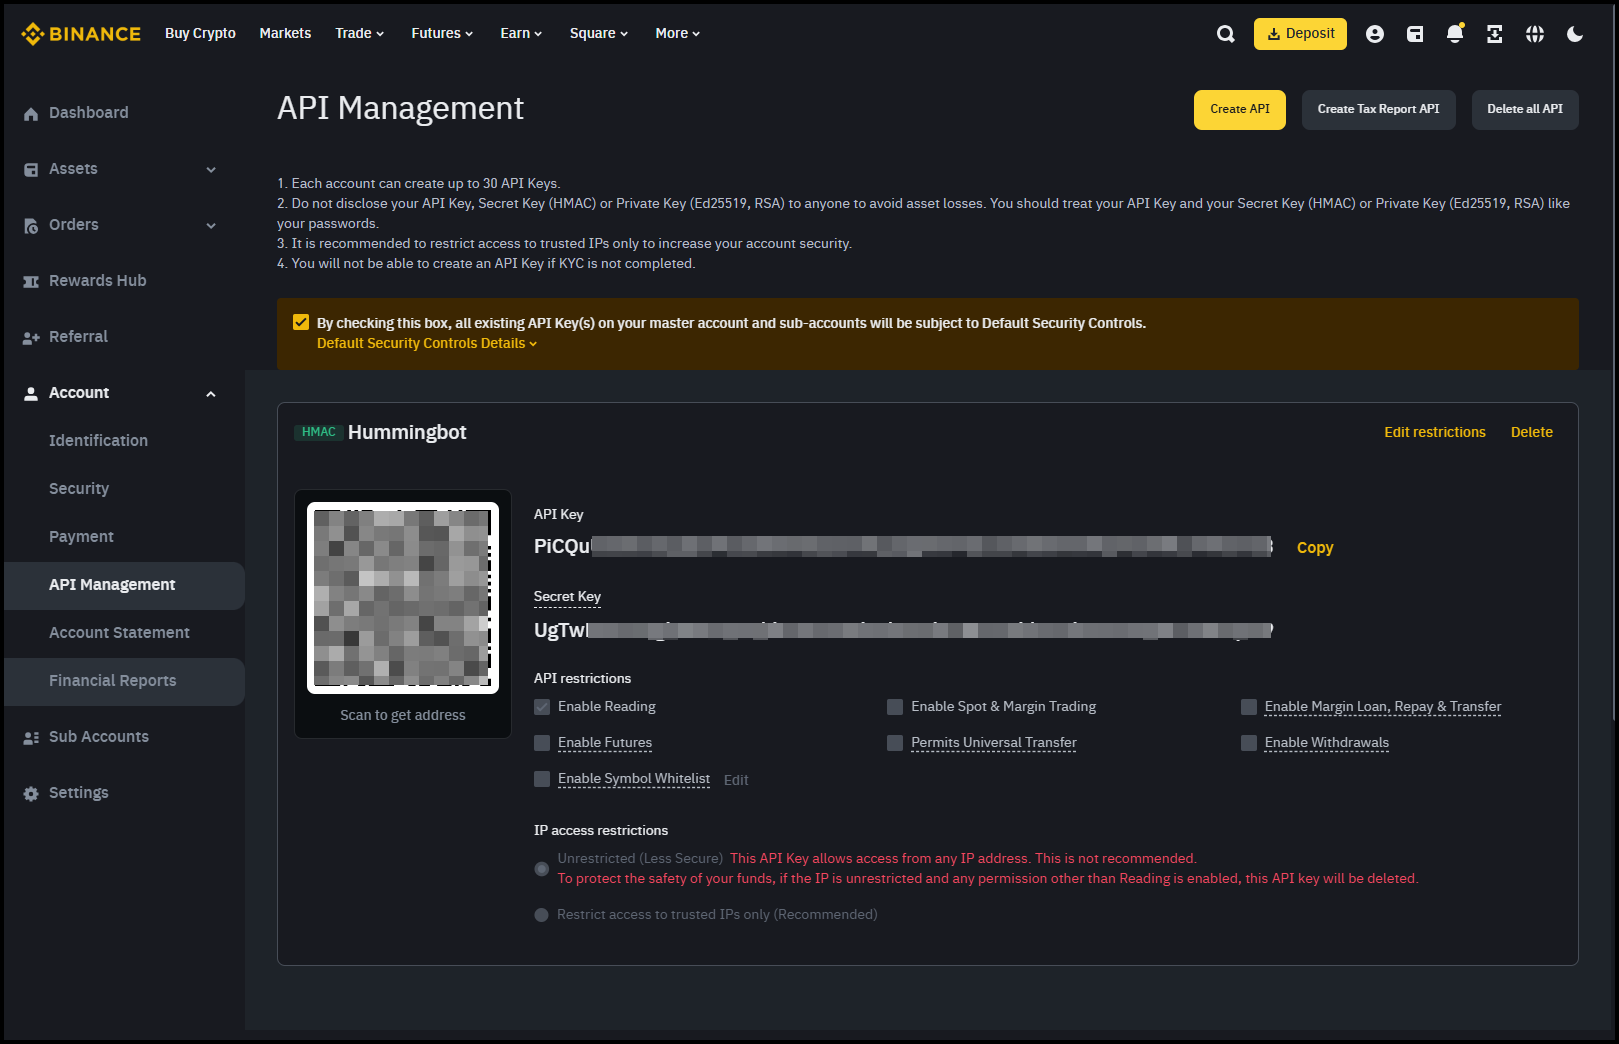 BINANCE
Buy Crypto Markets Trade Futures Earn Square More
Deposit
Dashboard
Assets
Orders
Rewards Hub
Referral
Account
Identification
Security
Payment
API Management
Account Statement
Financial Reports
Sub Accounts
Settings
API Management
Create API Create Tax Report API Delete all API
1. Each account can create up to 30 API Keys.
2. Do not disclose your API Key, Secret Key (HMAC) or Private Key (Ed25519, RSA) to anyone to avoid asset losses. You should treat your API Key and your Secret Key (HMAC) or Private Key (Ed25519, RSA) like
your passwords.
3. It is recommended to restrict access to trusted IPs only to increase your account security.
4. You will not be able to create an API Key if KYC is not completed.
By checking this box, all existing API Key(s) on your master account and sub-accounts will be subject to Default Security Controls.
Default Security Controls Details
HMAC Hummingbot
Edit restrictions Delete
Scan to get address
API Key
PiCQu
Copy
Secret Key
UgTw
API restrictions
Enable Reading Enable Spot & Margin Trading Enable Margin Loan, Repay & Transfer
Enable Futures Permits Universal Transfer Enable Withdrawals
Enable Symbol Whitelist Edit
IP access restrictions
Unrestricted (Less Secure) This API Key allows access from any IP address. This is not recommended.
To protect the safety of your funds, if the IP is unrestricted and any permission other than Reading is enabled, this API key will be deleted.
Restrict access to trusted IPs only (Recommended)